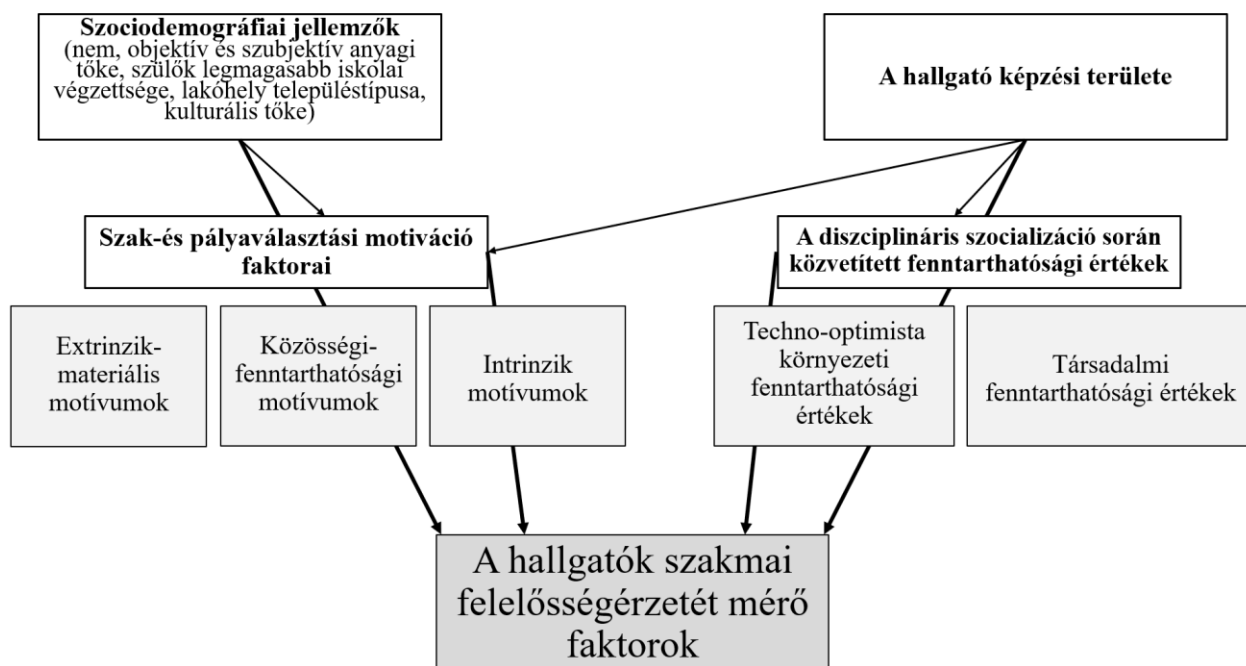 Szociodemográfiai jellemzők
(nem, objektív és szubjektív anyagi
tőke, szülők legmagasabb iskolai
végzettsége, lakóhely településtípusa,
kulturális tőke)
A hallgató képzési területe
Szak-és pályaválasztási motiváció
faktorai
A diszciplináris szocializáció során
közvetített fenntarthatósági értékek
Extrinzik-
materiális
motívumok
Közösségi-
fenntarthatósági
motívumok
Intrinzik
motívumok
Techno-optimista
környezeti
fenntarthatósági
értékek
Társadalmi
fenntarthatósági értékek
A hallgatók szakmai
felelősségérzetét mérő
faktorok